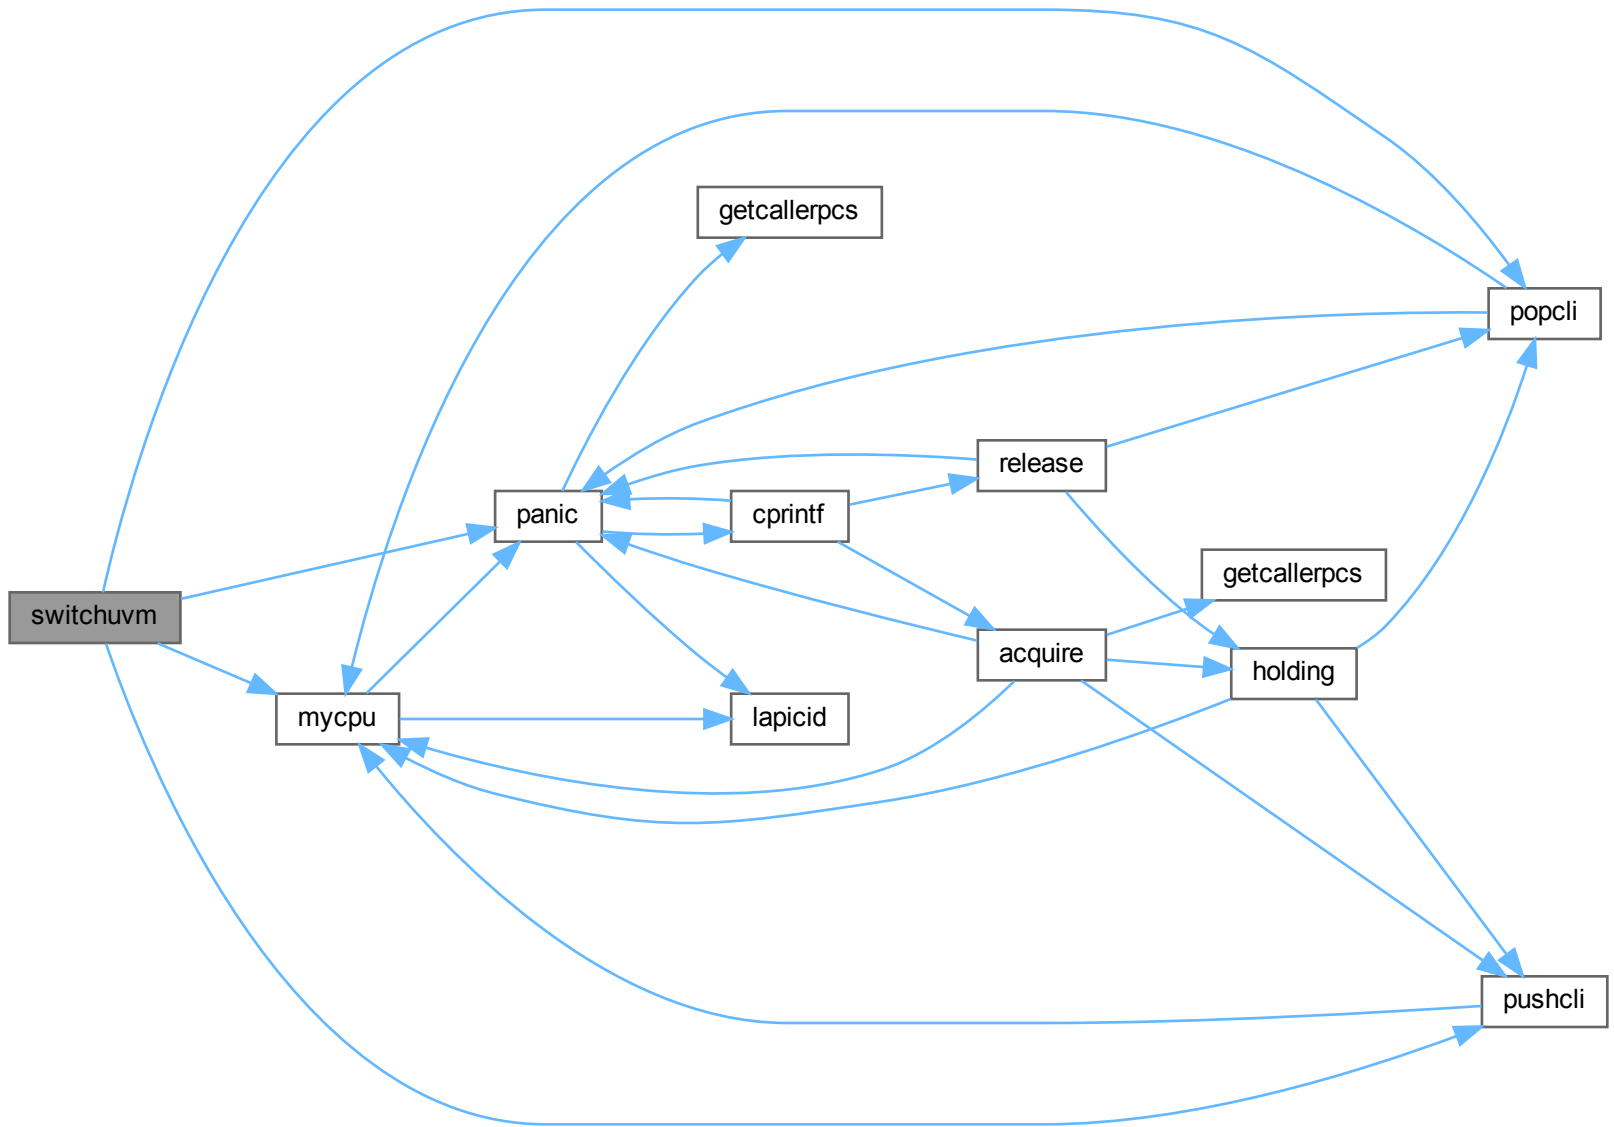 getcallerpcs
popcli
release
panic
cprintf
getcallerpcs
switchuvm
acquire
holding
mycpu
lapicid
pushcli